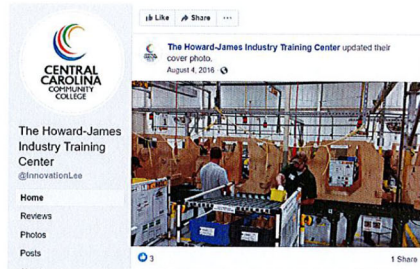 CENTRAL
CAROLINA
COMMUNITY
COLLEGE
The Howard-James
Industry Training
Center
@InnovationLee
Home
Reviews
Photos
Posts
Like Share ...
The Howard-James Industry Training Center updated their
cover photo.
August 4, 2016 ·
3
1 Share